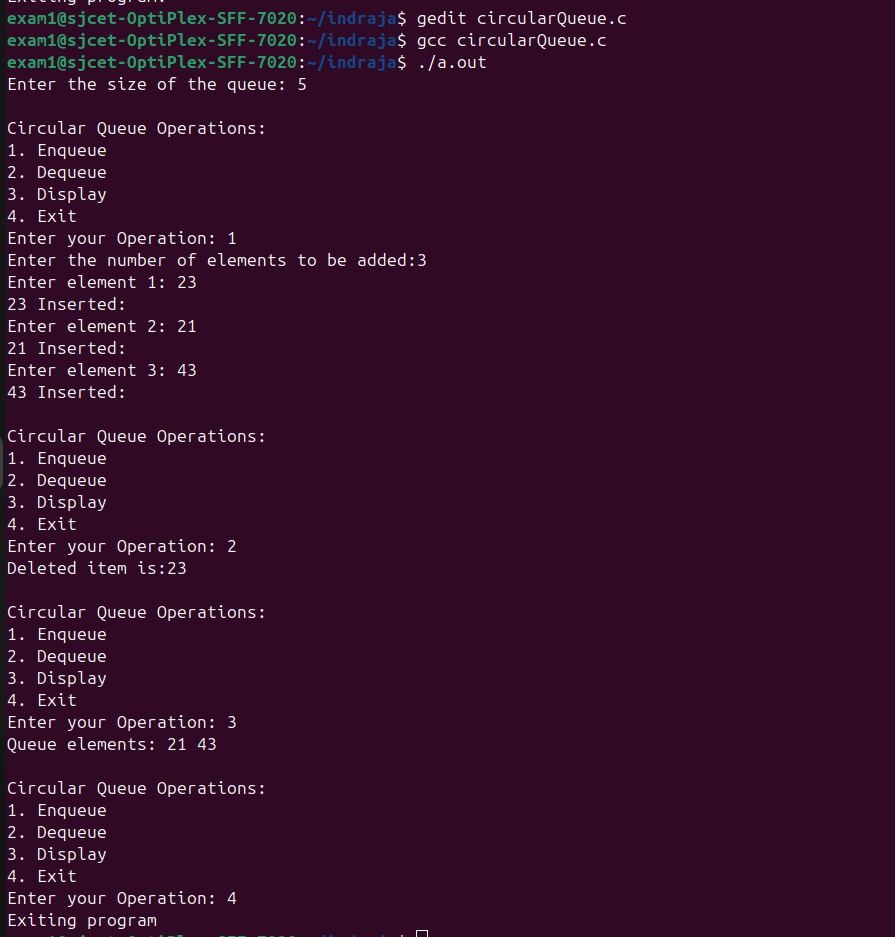 Exiting program.
exam1@sjcet-OptiPlex-SFF-7020:~/indraja$ gedit circularQueue.c
exam1@sjcet-OptiPlex-SFF-7020:~/indraja$ gcc circularQueue.c
exam1@sjcet-OptiPlex-SFF-7020:~/indraja$ ./a.out
Enter the size of the queue: 5
Circular Queue Operations:
1. Enqueue
2. Dequeue
3. Display
4. Exit
Enter your Operation: 1
Enter the number of elements to be added:3
Enter element 1: 23
23 Inserted:
Enter element 2: 21
21 Inserted:
Enter element 3: 43
43 Inserted:
Circular Queue Operations:
1. Enqueue
2. Dequeue
3. Display
4. Exit
Enter your Operation: 2
Deleted item is:23
Circular Queue Operations:
1. Enqueue
2. Dequeue
3. Display
4. Exit
Enter your Operation: 3
Queue elements: 21 43
Circular Queue Operations:
1. Enqueue
2. Dequeue
3. Display
4. Exit
Enter your Operation: 4
Exiting program